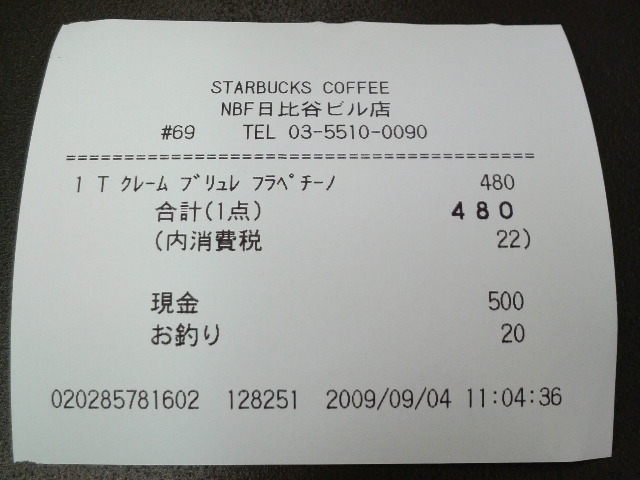 STARBUCKS COFFEE
NBF日比谷ビル店
#69 TEL 03-5510-0090
========================================
1 T クレーム ブリュレ フラペチーノ 480
合計(1点) 480
(内消費税 22)
現金 500
お釣り 20
020285781602 128251 2009/09/04 11:04:36